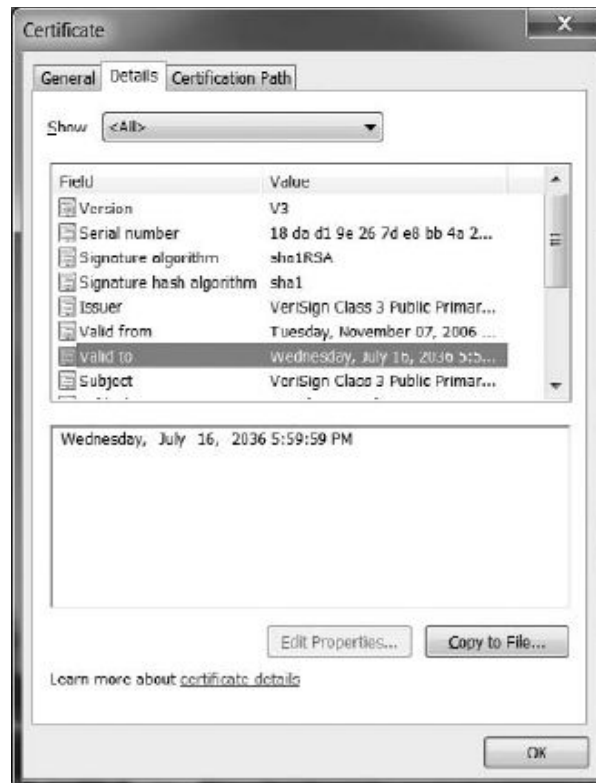 Certificate
General Details Certification Path
Show <All>
Field Value
Version V3
Serial number 18 da d1 9e 26 7d e8 bb 4a 2...
Signature algorithm sha1RSA
Signature hash algorithm sha1
Issuer VeriSign Class 3 Public Primar...
Valid from Tuesday, November 07, 2006 ...
Valid to Wednesday, July 16, 2036 5:5...
Subject VeriSign Class 3 Public Primar...
Wednesday, July 16, 2036 5:59:59 PM
Edit Properties... Copy to File...
Learn more about certificate details
OK